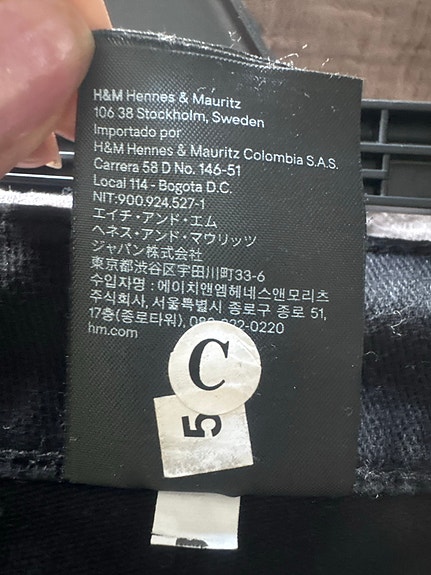 H&M Hennes & Mauritz
106 38 Stockholm, Sweden
Importado por
H&M Hennes & Mauritz Colombia S.A.S.
Carrera 58 D No. 146-51
Local 114 - Bogota D.C.
NIT:900.924.527-1
エイチ・アンド・エム
ヘネス・アンド・マウリッツ
ジャパン株式会社
東京都渋谷区宇田川町33-6
수입자명 : 에이치앤엠헤네스앤모리츠
주식회사, 서울특별시 종로구 종로 51,
17층(종로타워), 080-822-0220
hm.com
C
5